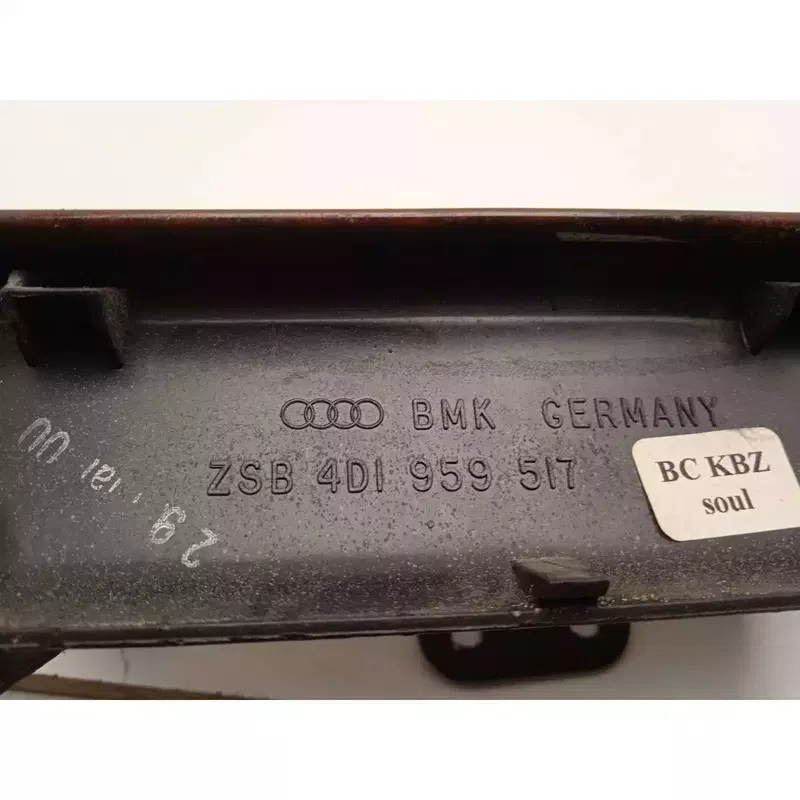 BMK GERMANY
ZSB 4D1 959 517
BC KBZ
soul